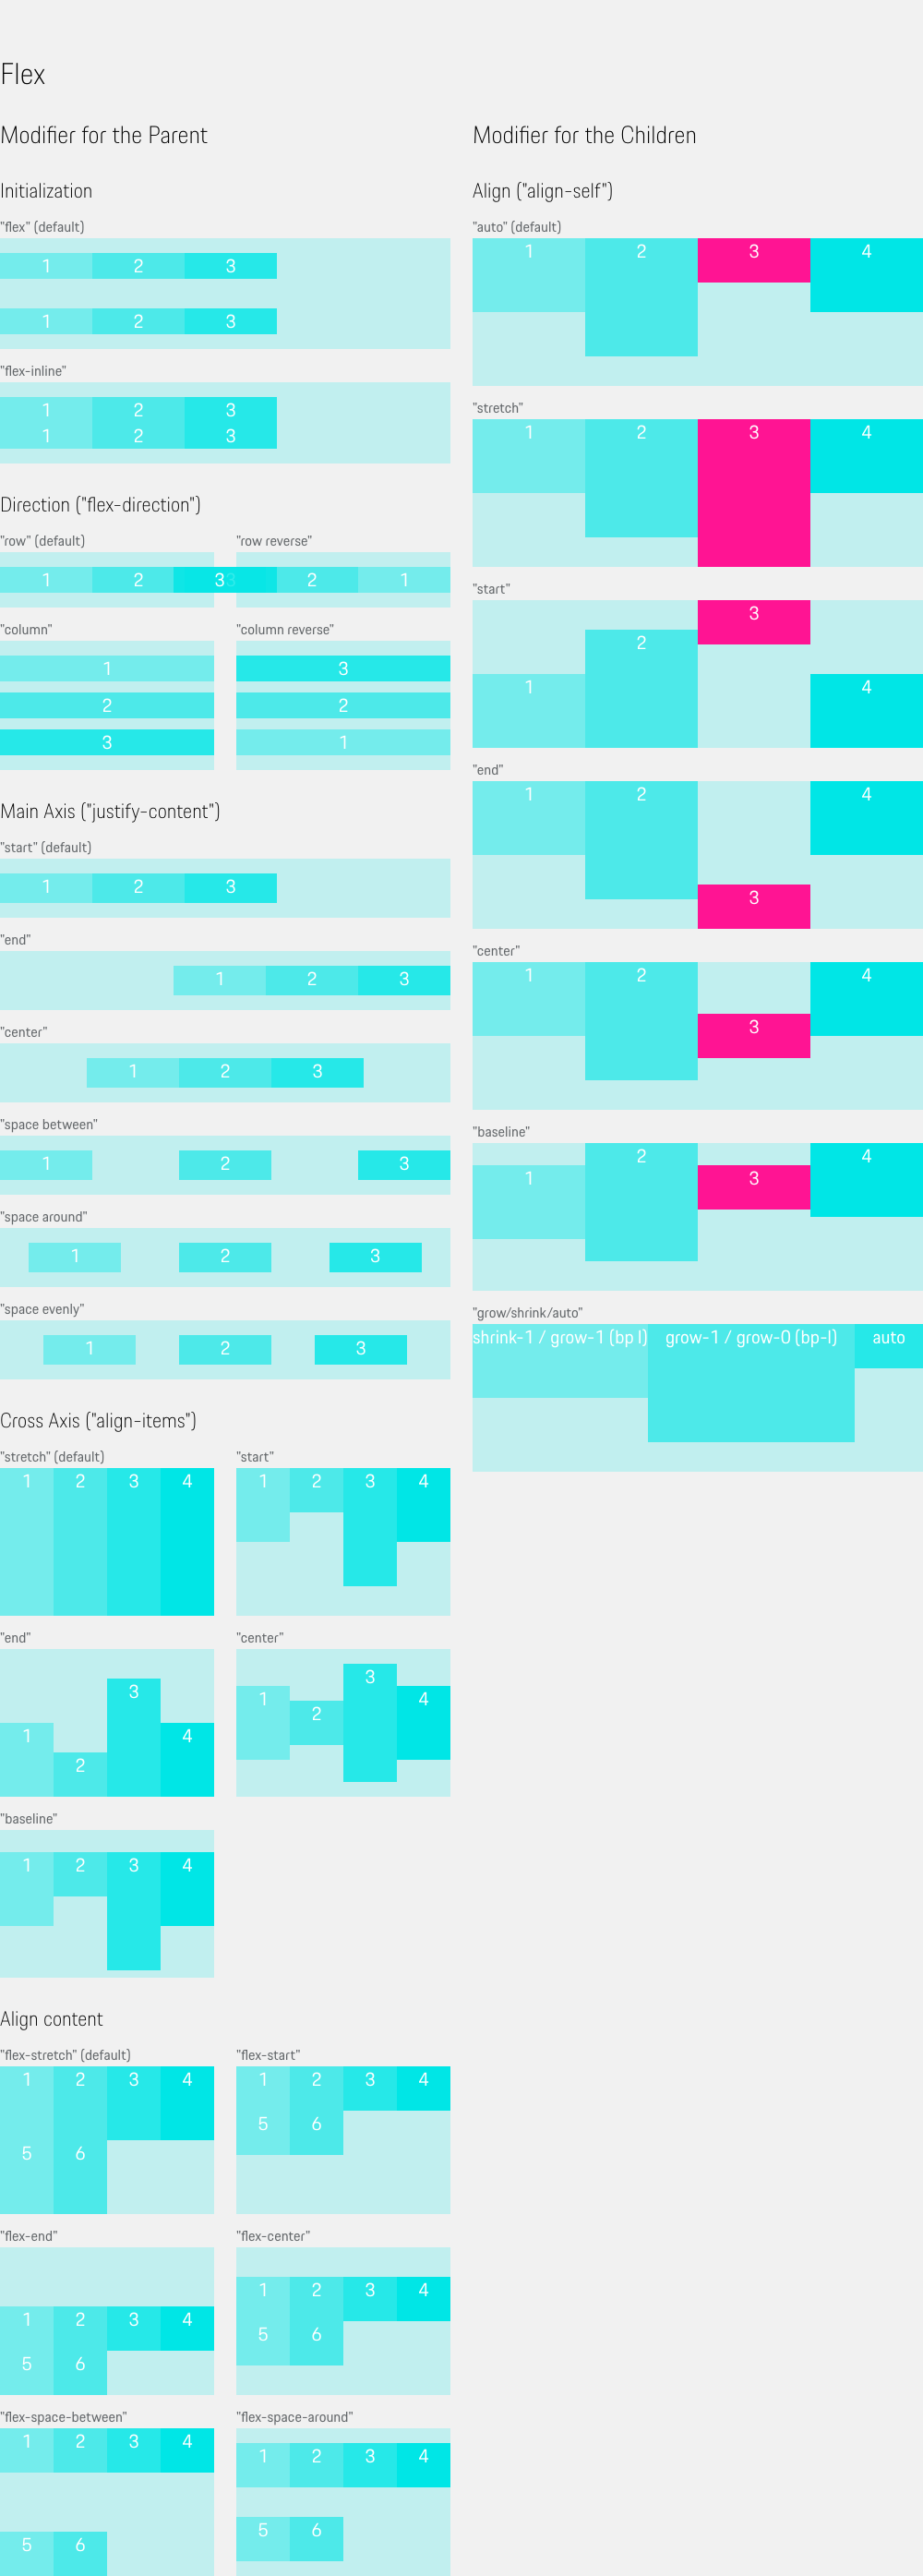 Flex
Modifier for the Parent
Initialization
"flex" (default)
1 2 3
1 2 3
"flex-inline"
1 2 3
1 2 3
Direction ("flex-direction")
"row" (default) "row reverse"
1 2 3 3 2 1
"column" "column reverse"
1 3
2 2
3 1
Main Axis ("justify-content")
"start" (default)
1 2 3
"end"
1 2 3
"center"
1 2 3
"space between"
1 2 3
"space around"
1 2 3
"space evenly"
1 2 3
Cross Axis ("align-items")
"stretch" (default) "start"
1 2 3 4 1 2 3 4
"end" "center"
1 2 3 4 1 2 3 4
"baseline"
1 2 3 4
Align content
"flex-stretch" (default) "flex-start"
1 2 3 4 1 2 3 4
5 6 5 6
"flex-end" "flex-center"
1 2 3 4 1 2 3 4
5 6 5 6
"flex-space-between" "flex-space-around"
1 2 3 4 1 2 3 4
5 6 5 6
Modifier for the Children
Align ("align-self")
"auto" (default)
1 2 3 4
"stretch"
1 2 3 4
"start"
1 2 3 4
"end"
1 2 3 4
"center"
1 2 3 4
"baseline"
1 2 3 4
"grow/shrink/auto"
shrink-1 / grow-1 (bp l) grow-1 / grow-0 (bp-l) auto